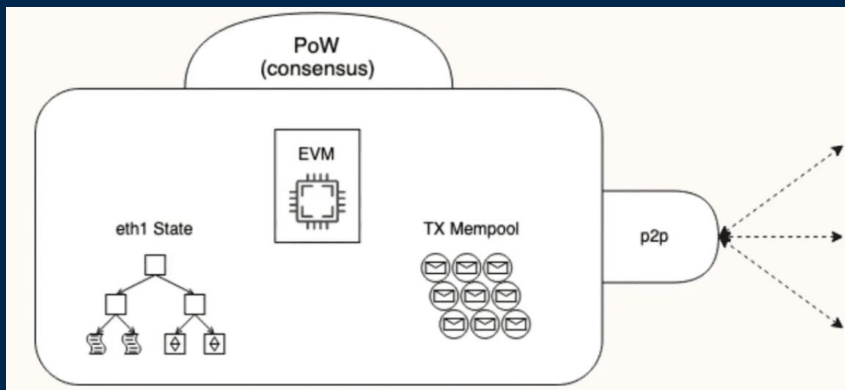 PoW
(consensus)
EVM
eth1 State
TX Mempool
p2p